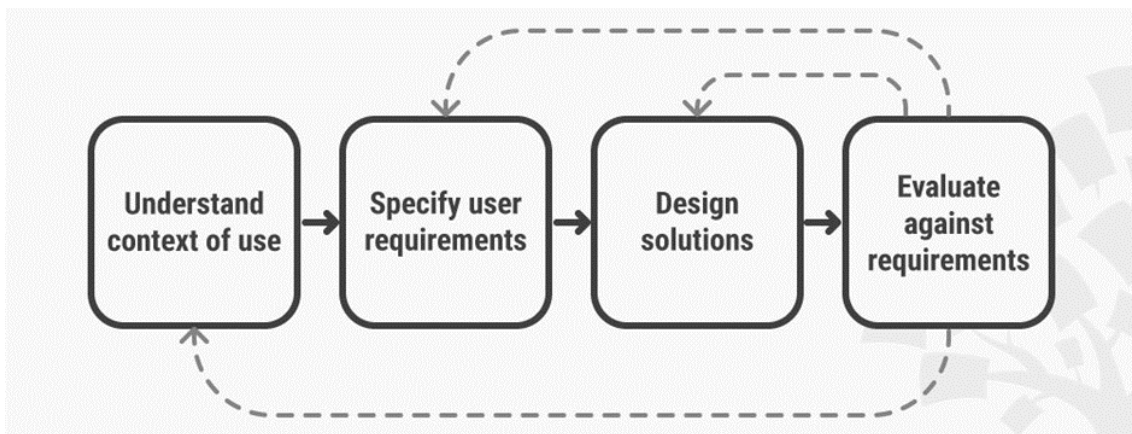 Understand
context of use
Specify user
requirements
Design
solutions
Evaluate
against
requirements